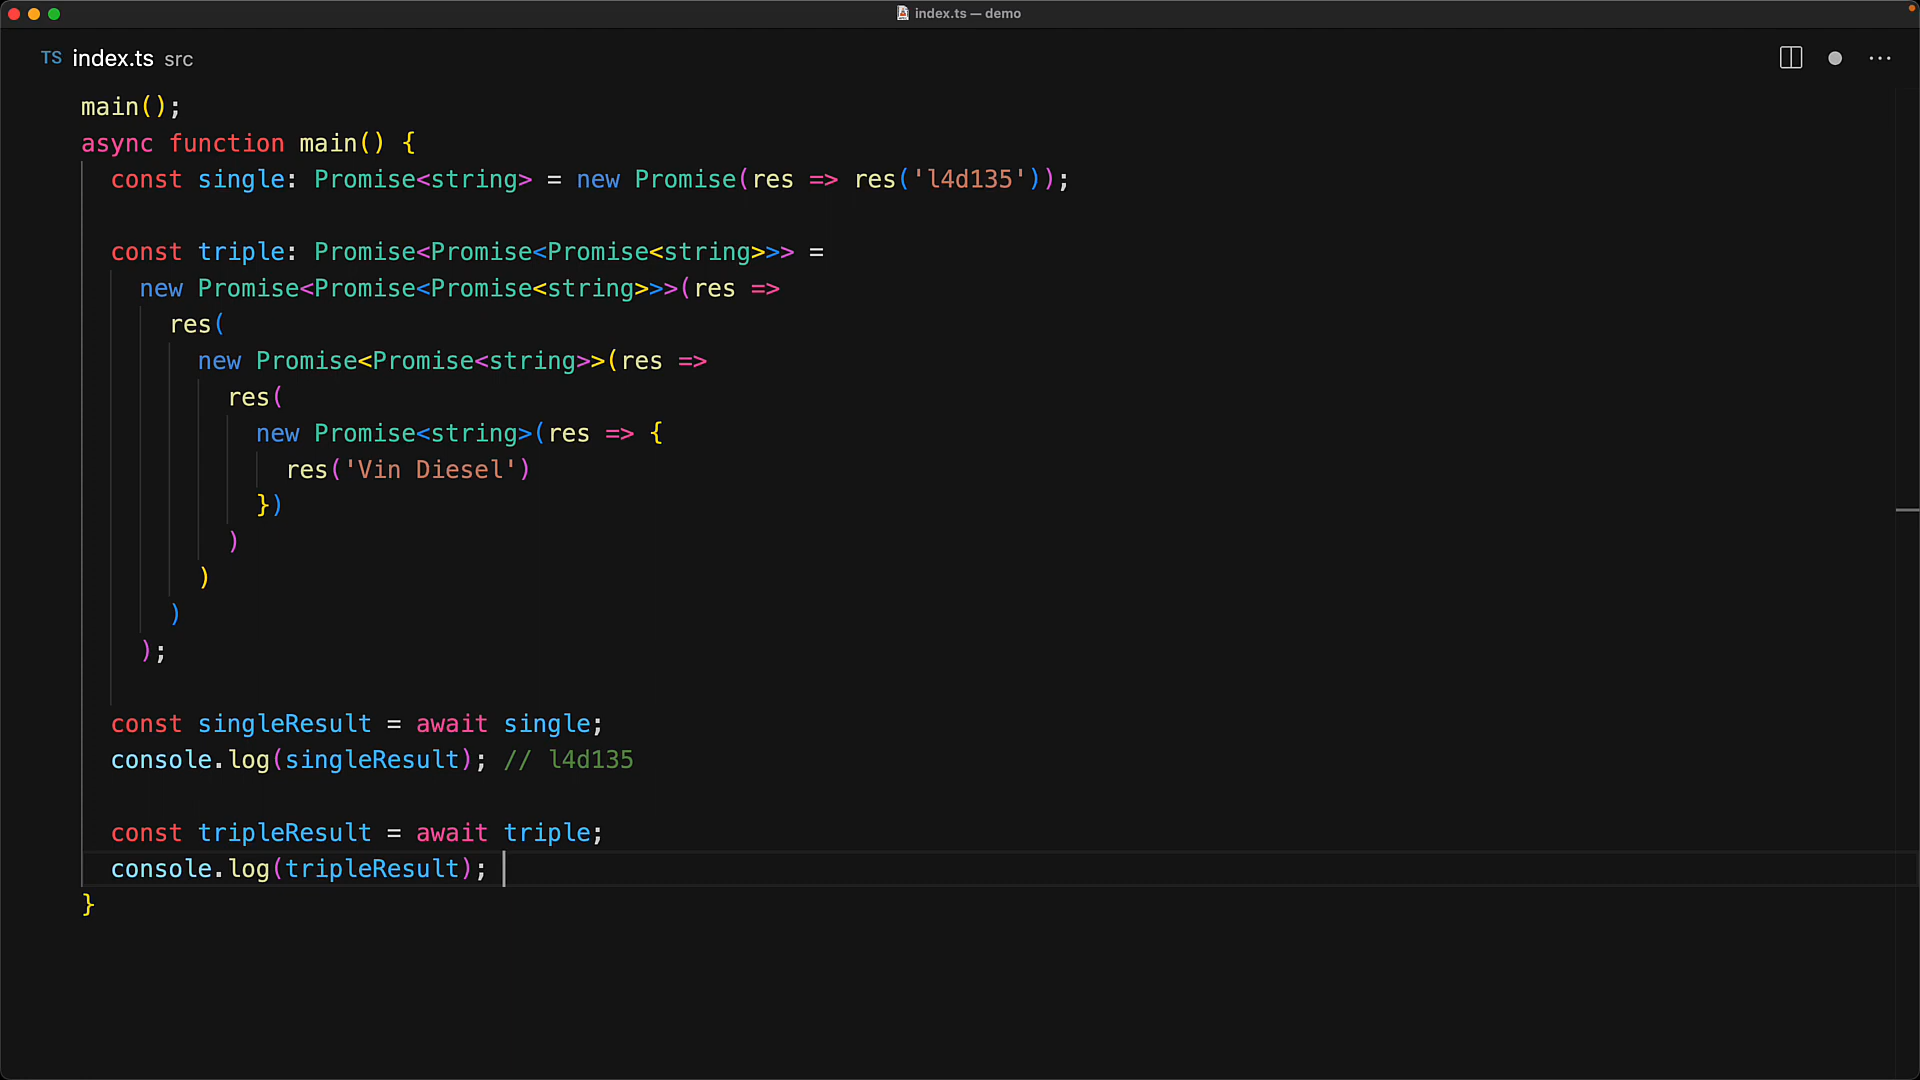 index.ts — demo
TS index.ts src
main();
async function main() {
const single: Promise<string> = new Promise(res => res('l4d135'));
const triple: Promise<Promise<Promise<string>>> =
new Promise<Promise<Promise<string>>>(res =>
res(
new Promise<Promise<string>>(res =>
res(
new Promise<string>(res => {
res('Vin Diesel')
})
)
)
)
);
const singleResult = await single;
console.log(singleResult); // l4d135
const tripleResult = await triple;
console.log(tripleResult);
}